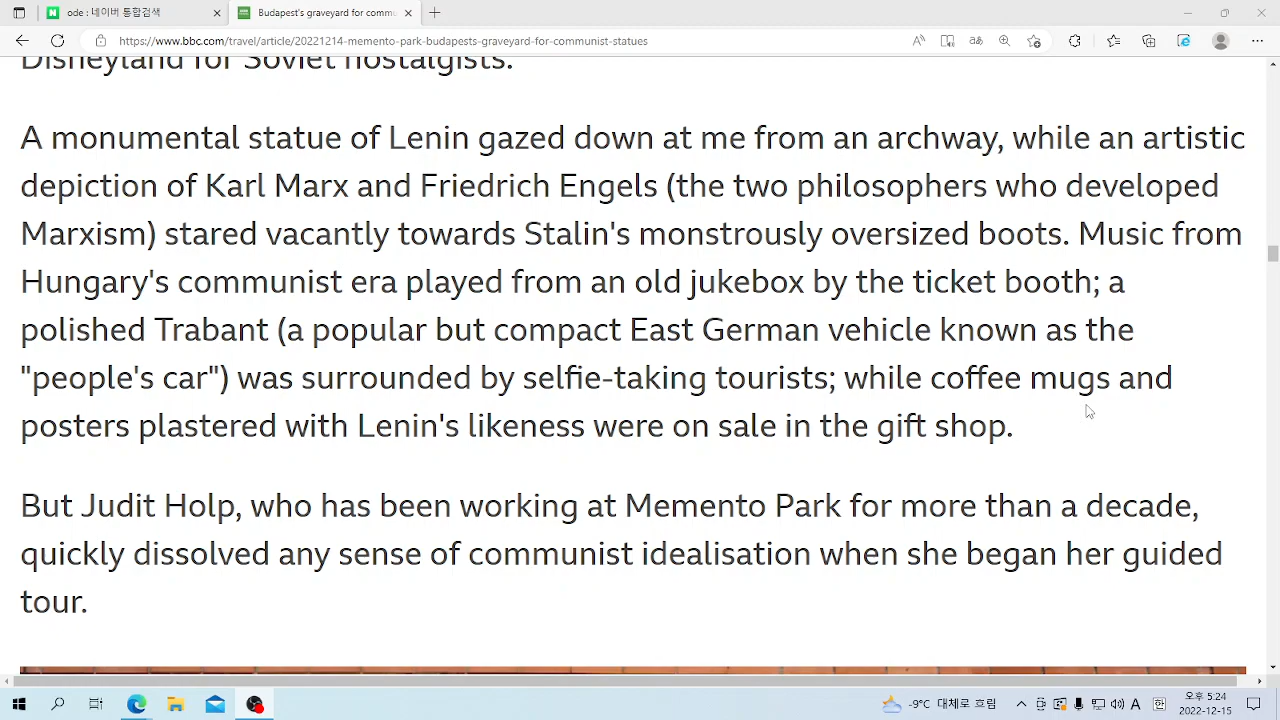 ode : 네이버 통합검색
Budapest's graveyard for commu
https://www.bbc.com/travel/article/20221214-memento-park-budapests-graveyard-for-communist-statues
Disneyland for Soviet nostalgists.
A monumental statue of Lenin gazed down at me from an archway, while an artistic
depiction of Karl Marx and Friedrich Engels (the two philosophers who developed
Marxism) stared vacantly towards Stalin's monstrously oversized boots. Music from
Hungary's communist era played from an old jukebox by the ticket booth; a
polished Trabant (a popular but compact East German vehicle known as the
"people's car") was surrounded by selfie-taking tourists; while coffee mugs and
posters plastered with Lenin's likeness were on sale in the gift shop.
But Judit Holp, who has been working at Memento Park for more than a decade,
quickly dissolved any sense of communist idealisation when she began her guided
tour.
-9°C 대체로 흐림
A
오후 5:24
2022-12-15